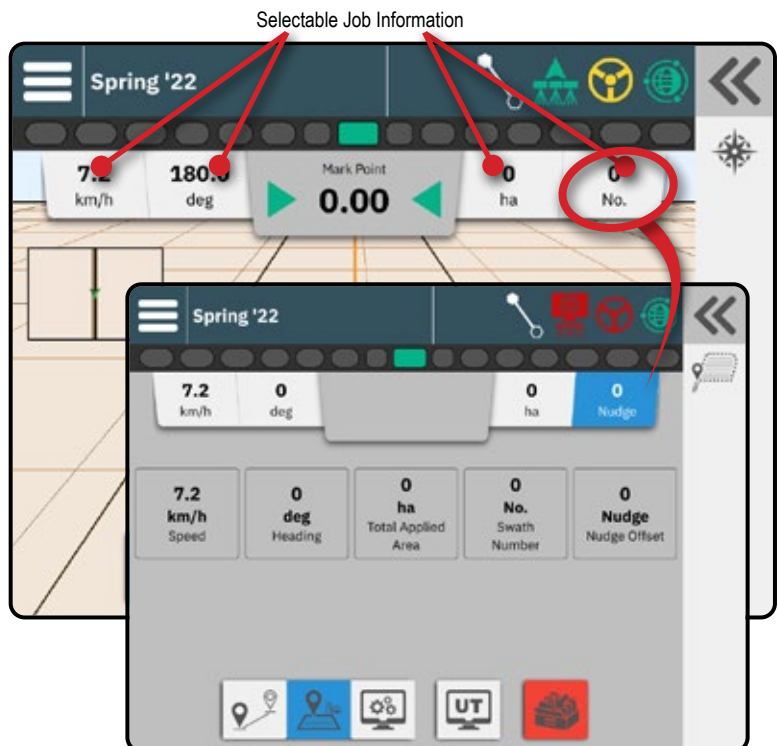 Selectable Job Information
Spring '22
7.2
km/h
180.0
deg
Mark Point
0.00
0
ha
0
No.
Spring '22
7.2
km/h
0
deg
0
ha
0
Nudge
7.2
km/h
Speed
0
deg
Heading
0
ha
Total Applied
Area
0
No.
Swath
Number
0
Nudge
Nudge Offset
UT